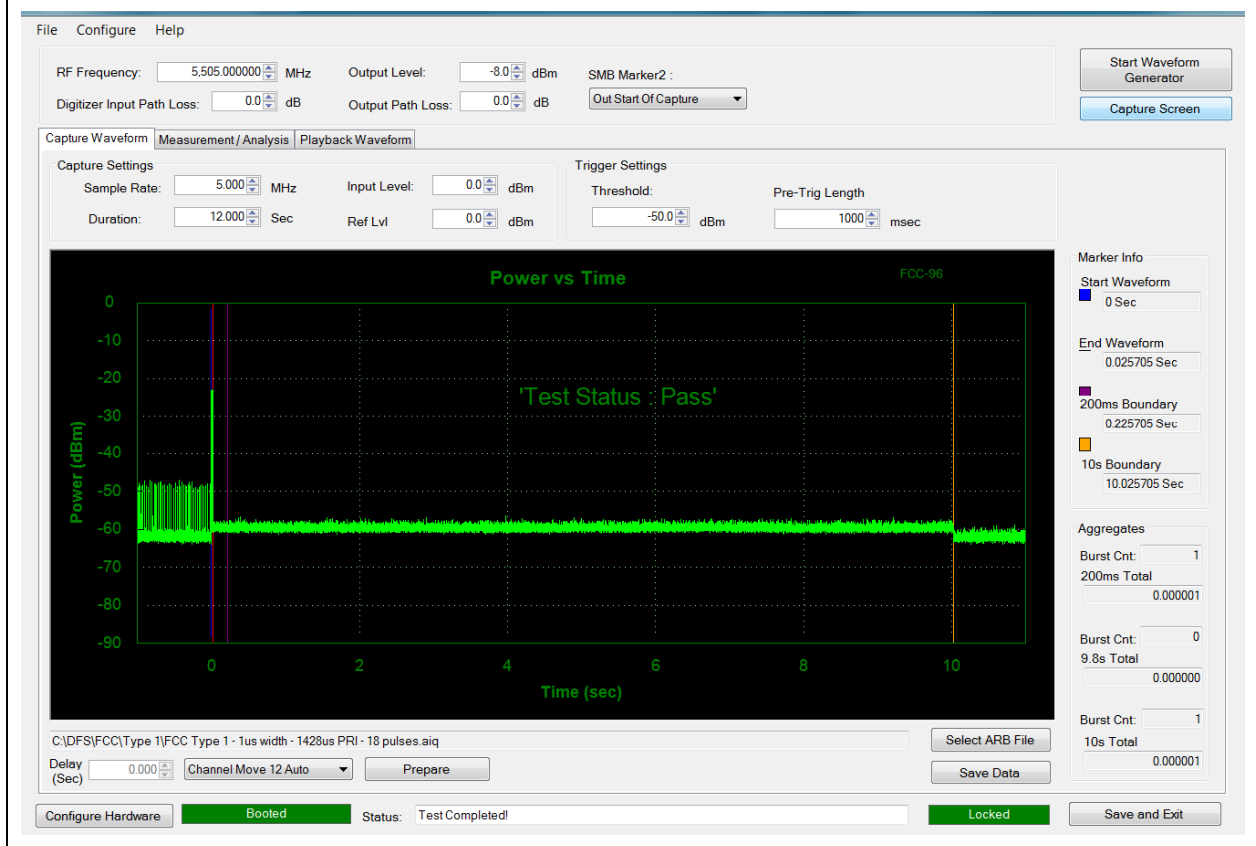 File Configure Help
RF Frequency: 5,505.000000 MHz Output Level: -8.0 dBm SMB Marker2 :
Digitizer Input Path Loss: 0.0 dB Output Path Loss: 0.0 dB Out Start Of Capture
Start Waveform
Generator
Capture Screen
Capture Waveform Measurement / Analysis Playback Waveform
Capture Settings
Sample Rate: 5.000 MHz Input Level: 0.0 dBm
Duration: 12.000 Sec Ref Lvl 0.0 dBm
Trigger Settings
Threshold: Pre-Trig Length
-50.0 dBm 1000 msec
Power vs Time
FCC-96
0
-10
-20
-30
-40
-50
-60
-70
-80
-90
Power (dBm)
'Test Status : Pass'
0 2 4 6 8 10
Time (sec)
Marker Info
Start Waveform
0 Sec
End Waveform
0.025705 Sec
200ms Boundary
0.225705 Sec
10s Boundary
10.025705 Sec
Aggregates
Burst Cnt: 1
200ms Total
0.000001
Burst Cnt: 0
9.8s Total
0.000000
Burst Cnt: 1
10s Total
0.000001
C:\DFS\FCC\Type 1\FCC Type 1 - 1us width - 1428us PRI - 18 pulses.aiq
Select ARB File
Delay
(Sec) 0.000 Channel Move 12 Auto Prepare
Save Data
Configure Hardware Booted Status: Test Completed! Locked Save and Exit